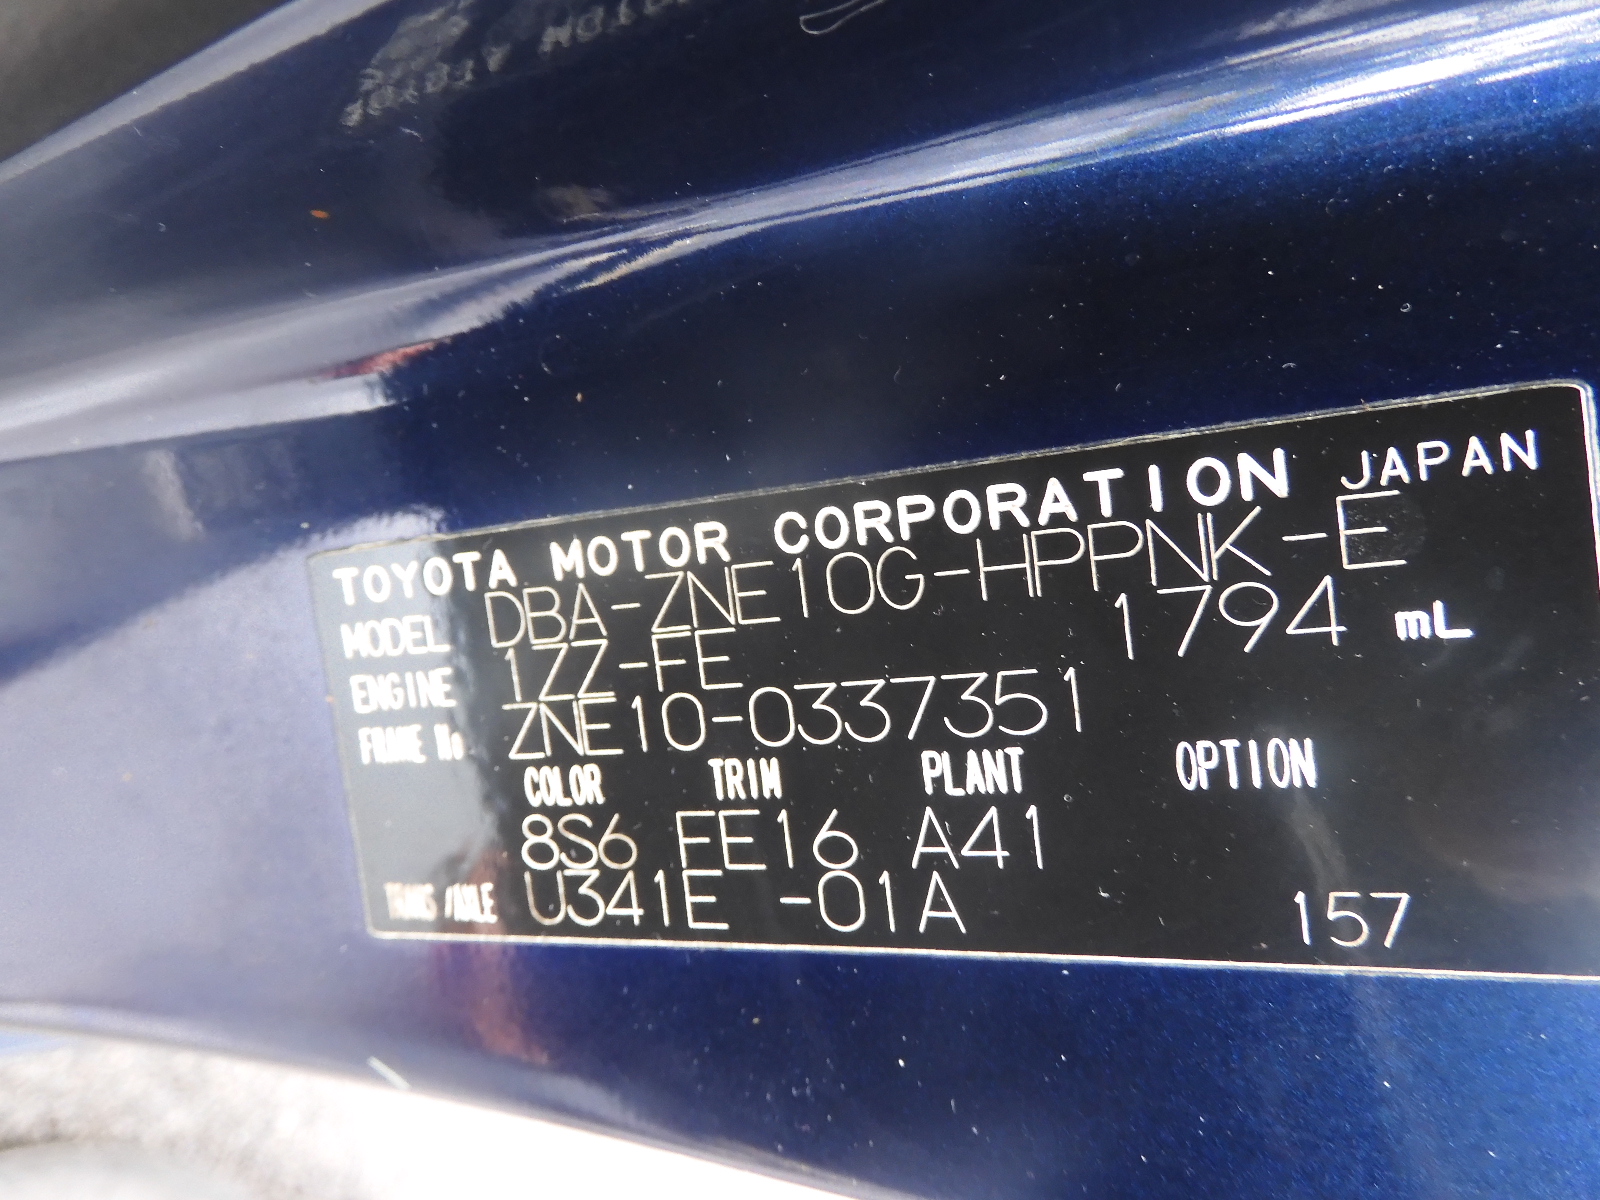 TOYOTA MOTOR CORPORATION JAPAN
MODEL DBA-ZNE10G-HPPNK-E
ENGINE 1ZZ-FE 1794 mL
FRAME No ZNE10-0337351
COLOR TRIM PLANT OPTION
8S6 FE16 A41
TRANS/AXLE U341E -01A 157